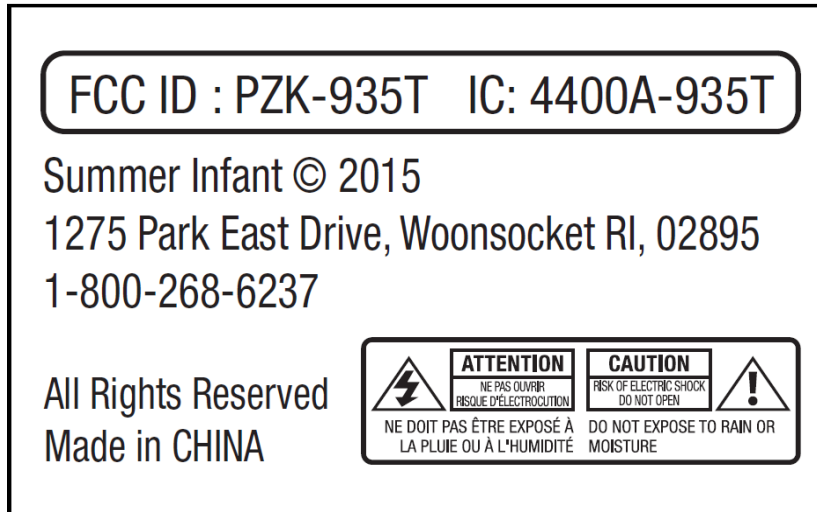 FCC ID : PZK-935T IC: 4400A-935T
Summer Infant © 2015
1275 Park East Drive, Woonsocket RI, 02895
1-800-268-6237
All Rights Reserved
Made in CHINA
ATTENTION
NE PAS OUVRIR
RISQUE D'ÉLECTROCUTION
CAUTION
RISK OF ELECTRIC SHOCK
DO NOT OPEN
NE DOIT PAS ÊTRE EXPOSÉ À
LA PLUIE OU À L'HUMIDITÉ
DO NOT EXPOSE TO RAIN OR
MOISTURE